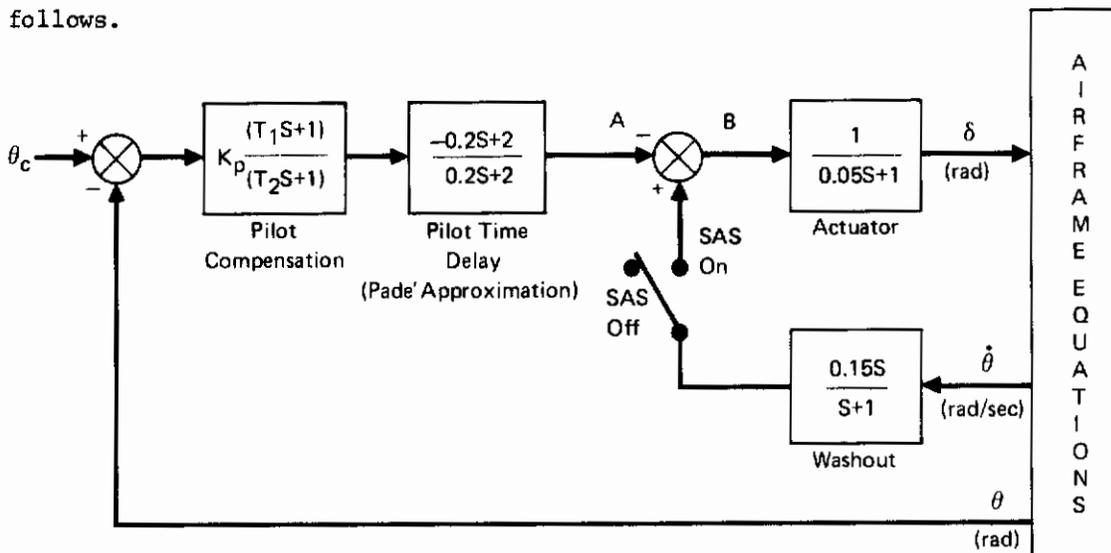 follows.
θc
+
−
Kp (T1S+1)
(T2S+1)
Pilot
Compensation
−0.2S+2
0.2S+2
Pilot Time
Delay
(Pade' Approximation)
A
−
+
B
1
0.05S+1
Actuator
δ
(rad)
SAS
On
SAS
Off
0.15S
S+1
Washout
θ̇
(rad/sec)
θ
(rad)
AIRFRAME EQUATIONS